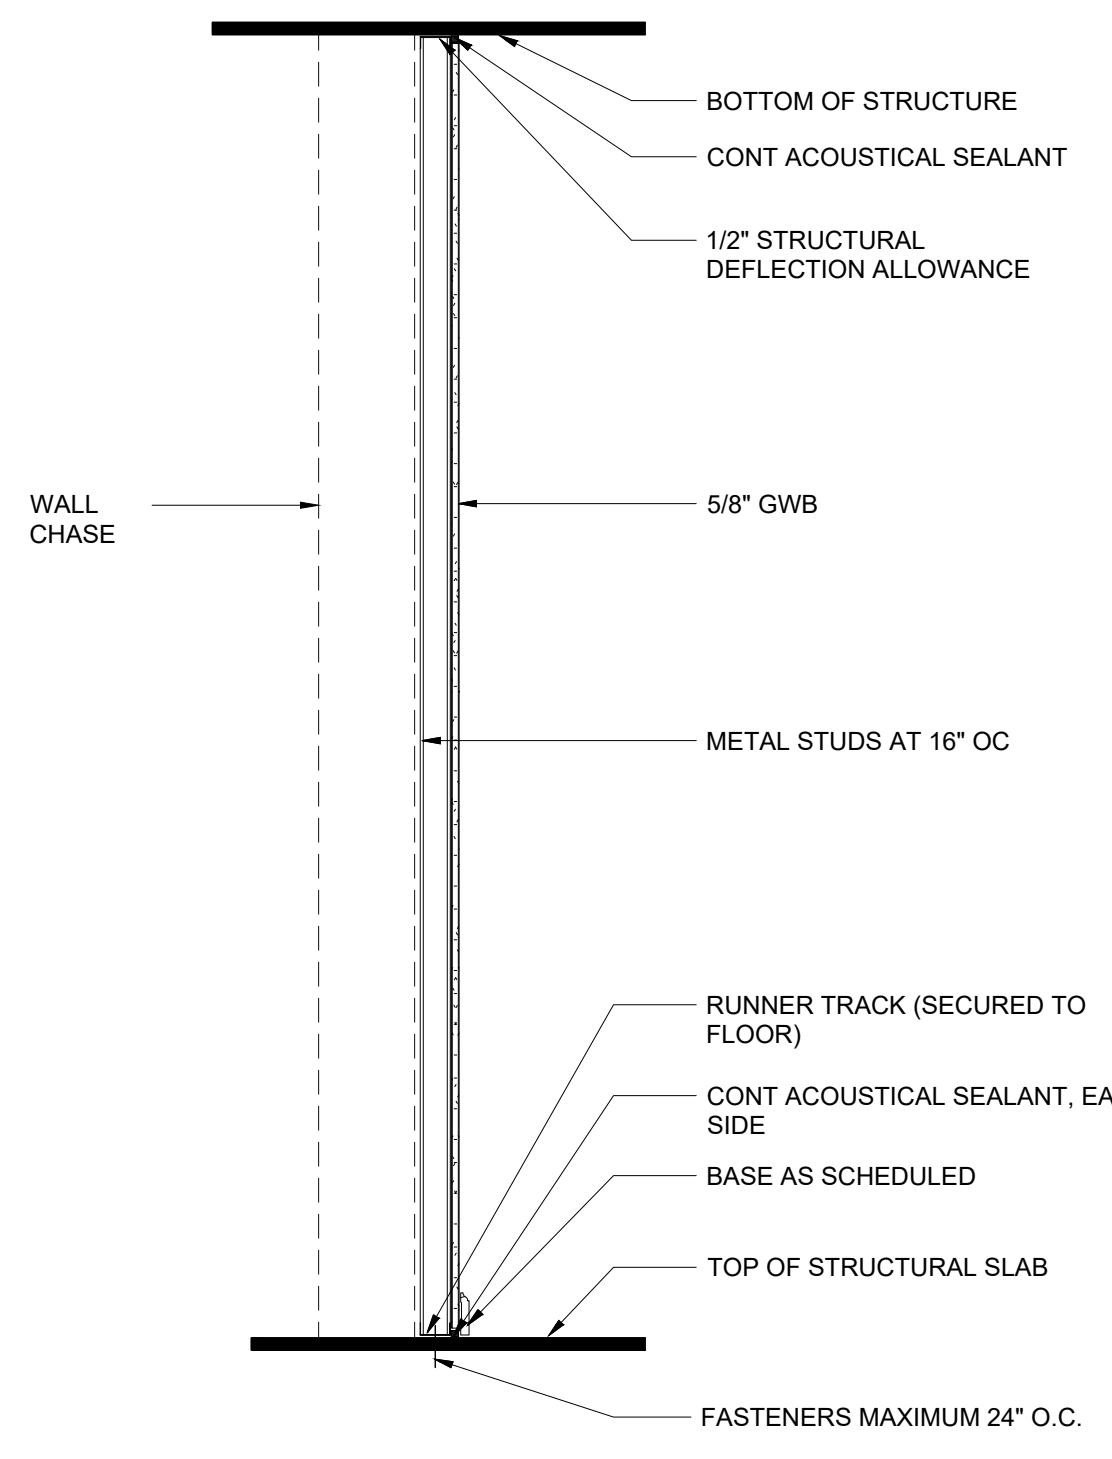 BOTTOM OF STRUCTURE
CONT ACOUSTICAL SEALANT
1/2" STRUCTURAL
DEFLECTION ALLOWANCE
WALL
CHASE
5/8" GWB
METAL STUDS AT 16" OC
RUNNER TRACK (SECURED TO
FLOOR)
CONT ACOUSTICAL SEALANT, EA
SIDE
BASE AS SCHEDULED
TOP OF STRUCTURAL SLAB
FASTENERS MAXIMUM 24" O.C.